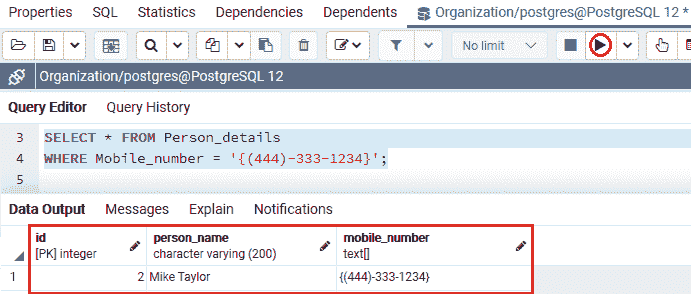 Properties SQL Statistics Dependencies Dependents Organization/postgres@PostgreSQL 12 *
No limit
Organization/postgres@PostgreSQL 12
Query Editor Query History
3 SELECT * FROM Person_details
4 WHERE Mobile_number = '{(444)-333-1234}';
5
Data Output Messages Explain Notifications
id person_name mobile_number
[PK] integer character varying (200) text[]
1 2 Mike Taylor {(444)-333-1234}